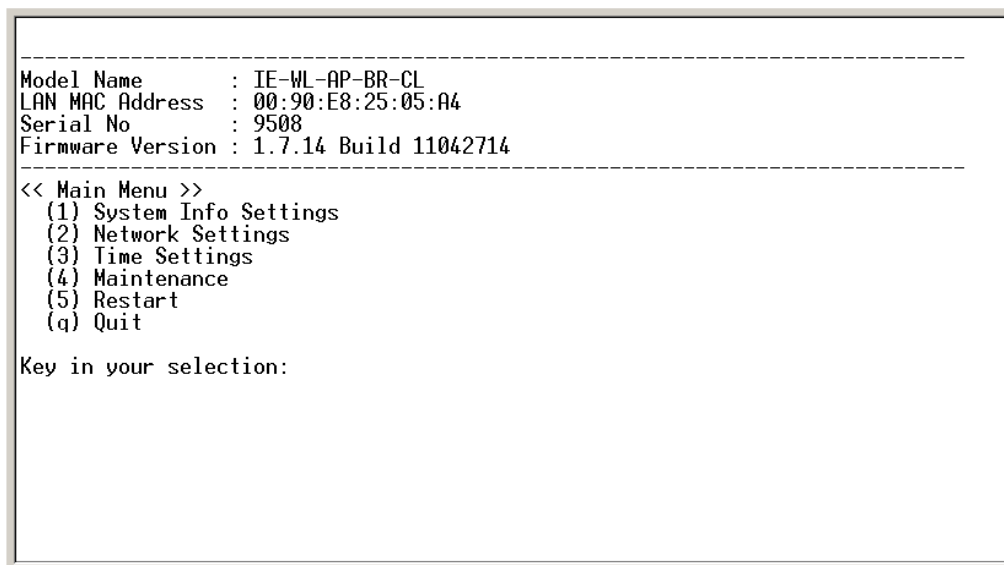 ------------------------------------------------------------------------------
Model Name : IE-WL-AP-BR-CL
LAN MAC Address : 00:90:E8:25:05:A4
Serial No : 9508
Firmware Version : 1.7.14 Build 11042714
------------------------------------------------------------------------------
<< Main Menu >>
(1) System Info Settings
(2) Network Settings
(3) Time Settings
(4) Maintenance
(5) Restart
(q) Quit
Key in your selection: